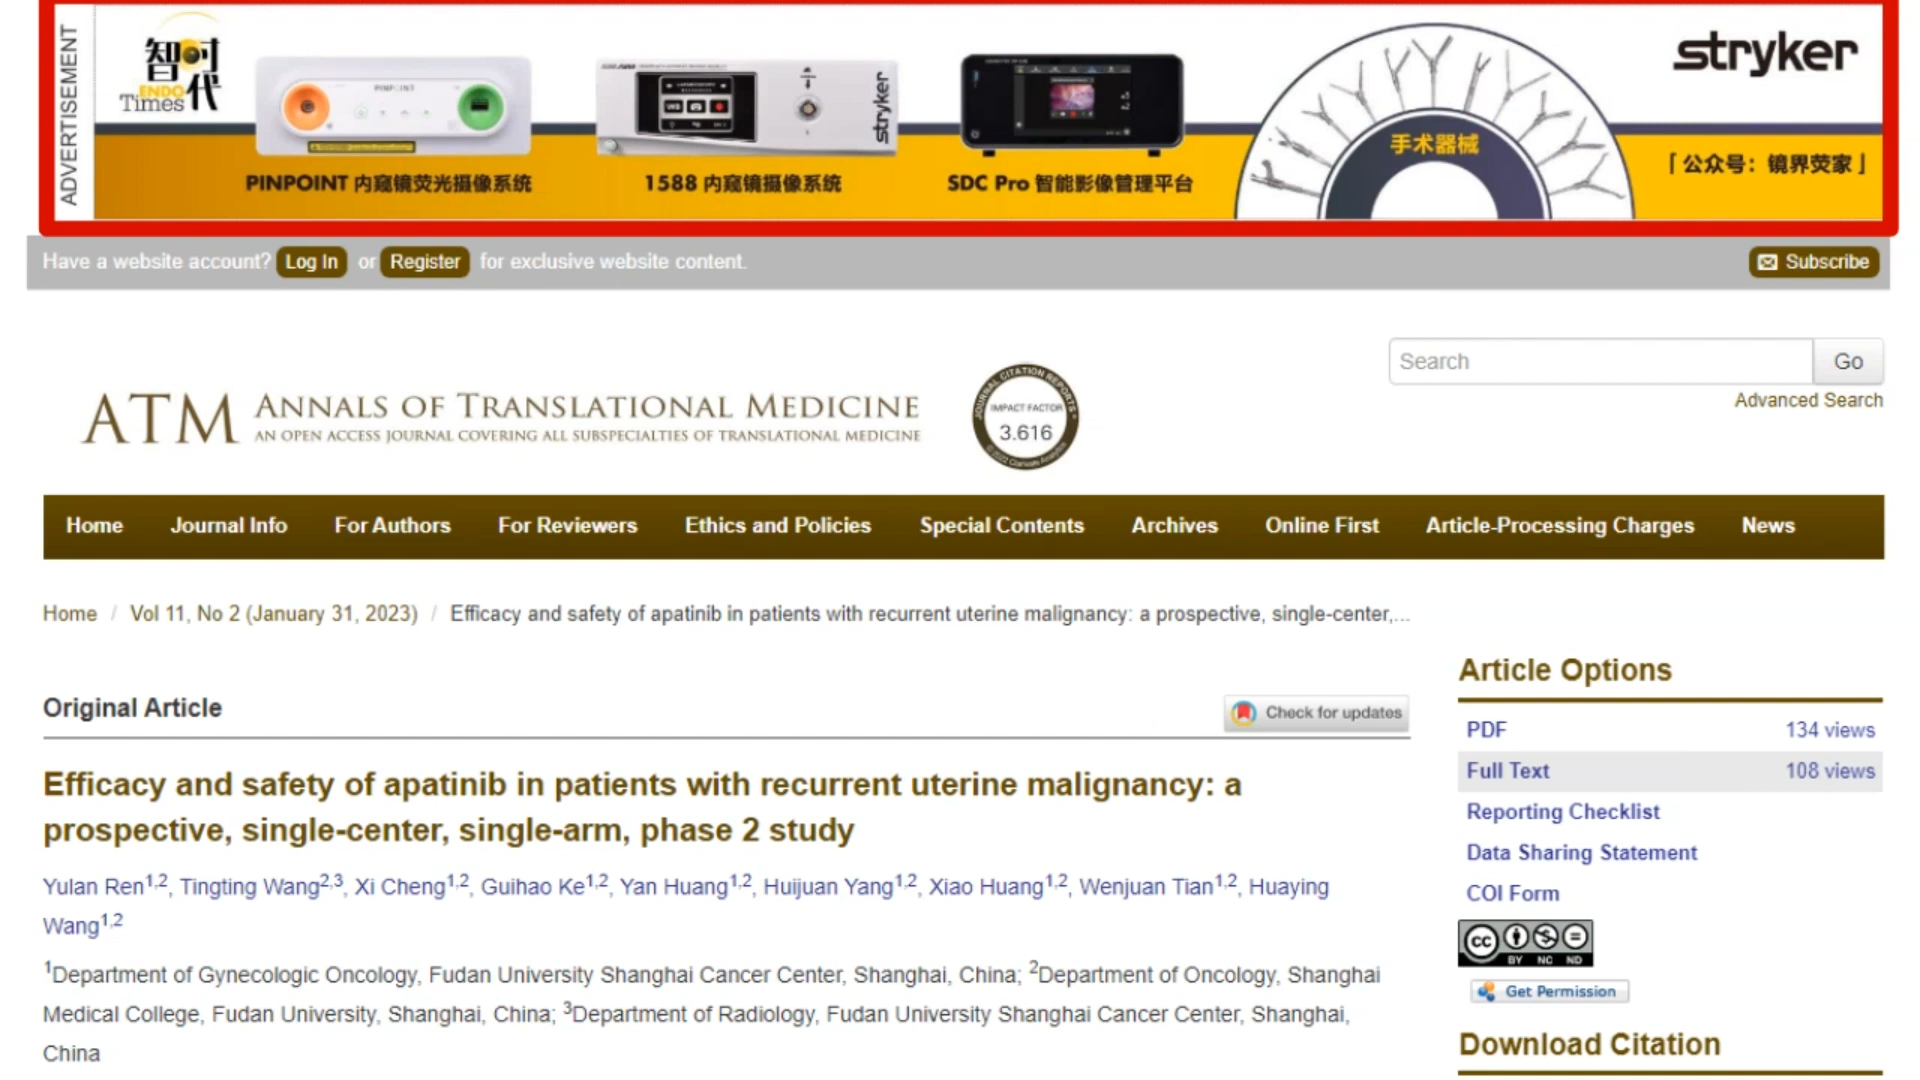 ADVERTISEMENT
智时代
ENDO
Times
PINPOINT
stryker
手术器械
stryker
「公众号：镜界荧家」
PINPOINT 内窥镜荧光摄像系统
1588 内窥镜摄像系统
SDC Pro 智能影像管理平台
Have a website account? Log In or Register for exclusive website content.
Subscribe
Search
Go
Advanced Search
ATM ANNALS OF TRANSLATIONAL MEDICINE
AN OPEN ACCESS JOURNAL COVERING ALL SUBSPECIALTIES OF TRANSLATIONAL MEDICINE
JOURNAL CITATION REPORTS
IMPACT FACTOR
3.616
Home Journal Info For Authors For Reviewers Ethics and Policies Special Contents Archives Online First Article-Processing Charges News
Home / Vol 11, No 2 (January 31, 2023) / Efficacy and safety of apatinib in patients with recurrent uterine malignancy: a prospective, single-center,...
Original Article
Check for updates
Efficacy and safety of apatinib in patients with recurrent uterine malignancy: a
prospective, single-center, single-arm, phase 2 study
Yulan Ren1,2, Tingting Wang2,3, Xi Cheng1,2, Guihao Ke1,2, Yan Huang1,2, Huijuan Yang1,2, Xiao Huang1,2, Wenjuan Tian1,2, Huaying
Wang1,2
1Department of Gynecologic Oncology, Fudan University Shanghai Cancer Center, Shanghai, China; 2Department of Oncology, Shanghai
Medical College, Fudan University, Shanghai, China; 3Department of Radiology, Fudan University Shanghai Cancer Center, Shanghai,
China
Article Options
PDF 134 views
Full Text 108 views
Reporting Checklist
Data Sharing Statement
COI Form
cc BY NC ND
Get Permission
Download Citation